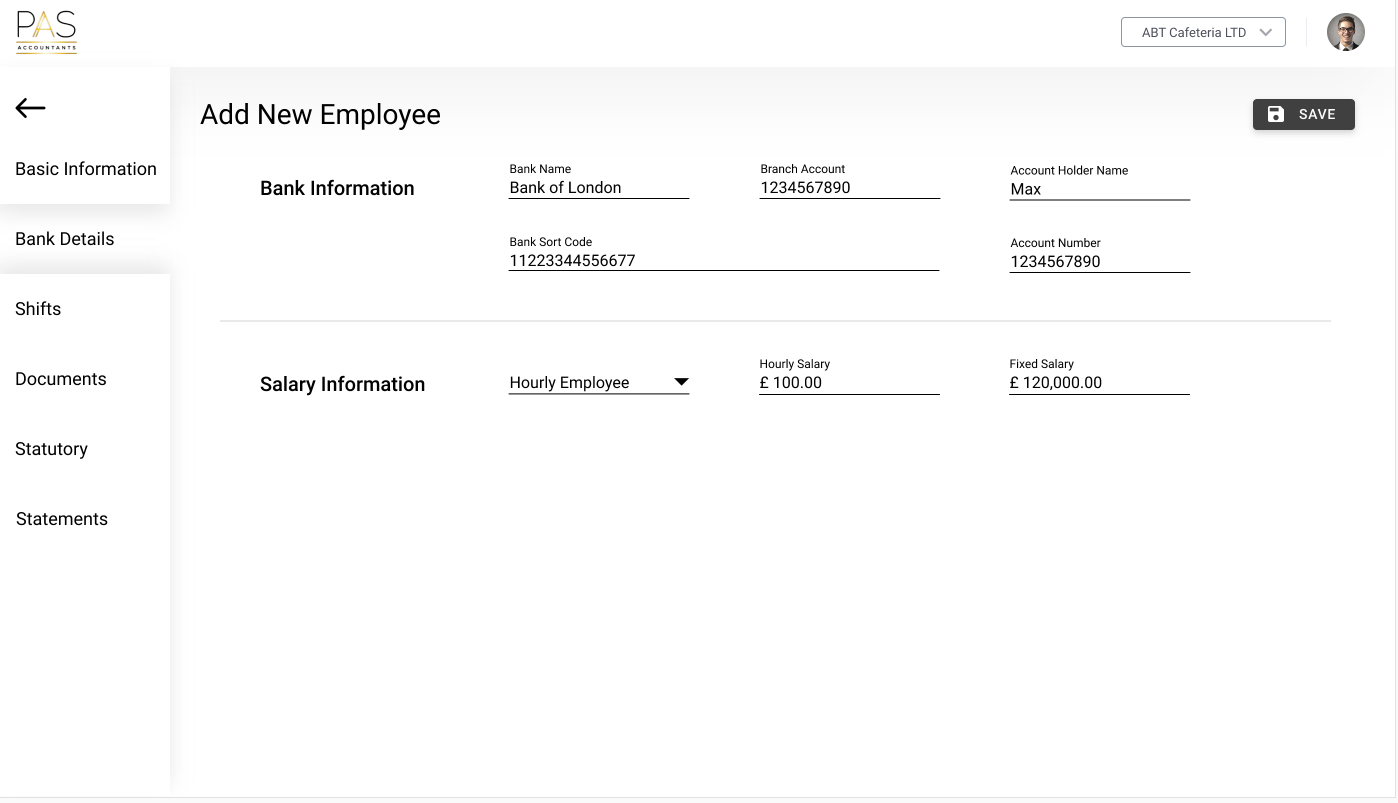 PAS
ACCOUNTANTS
ABT Cafeteria LTD
Add New Employee
SAVE
Basic Information
Bank Details
Shifts
Documents
Statutory
Statements
Bank Information
Bank Name
Bank of London
Branch Account
1234567890
Account Holder Name
Max
Bank Sort Code
11223344556677
Account Number
1234567890
Salary Information
Hourly Employee
Hourly Salary
£ 100.00
Fixed Salary
£ 120,000.00